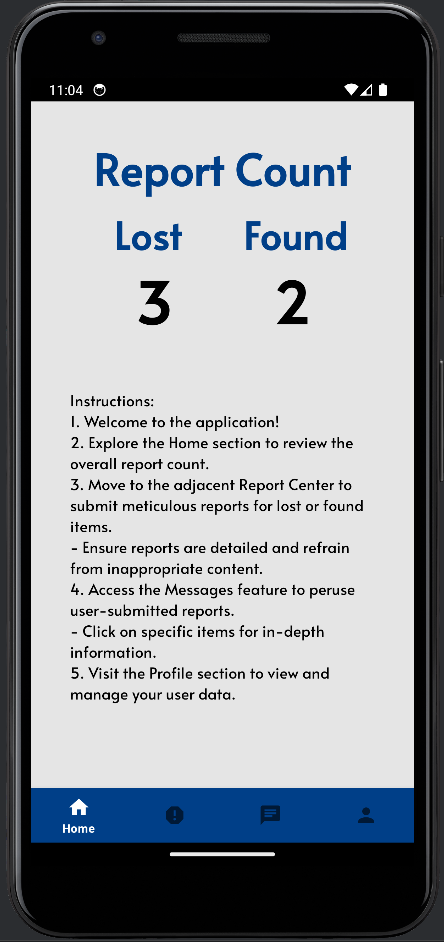 11:04
Report Count
Lost Found
3 2
Instructions:
1. Welcome to the application!
2. Explore the Home section to review the
overall report count.
3. Move to the adjacent Report Center to
submit meticulous reports for lost or found
items.
- Ensure reports are detailed and refrain
from inappropriate content.
4. Access the Messages feature to peruse
user-submitted reports.
- Click on specific items for in-depth
information.
5. Visit the Profile section to view and
manage your user data.
Home